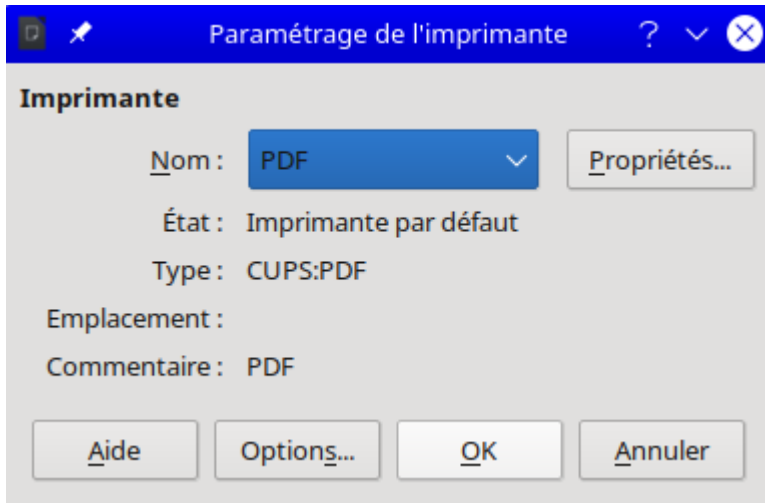 Paramétrage de l'imprimante ?
Imprimante
Nom : PDF Propriétés...
État : Imprimante par défaut
Type : CUPS:PDF
Emplacement :
Commentaire : PDF
Aide Options... OK Annuler